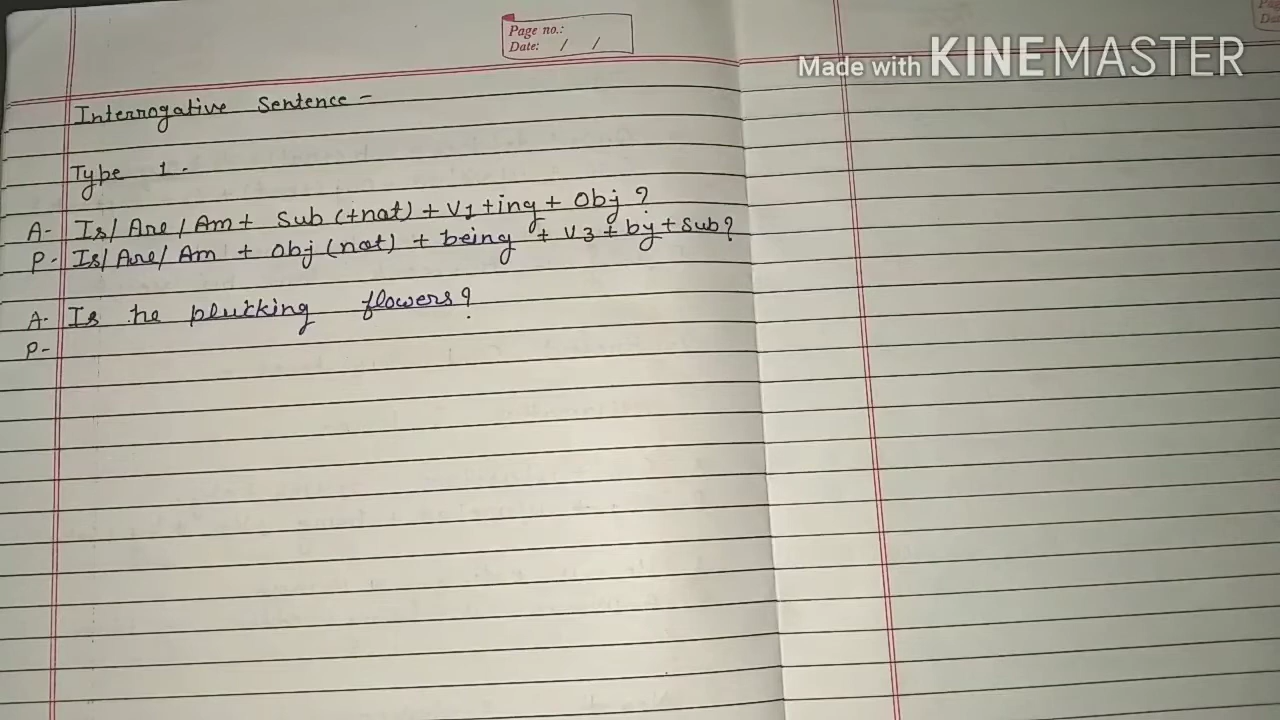 Page no.:
Date: / /
Made with KINEMASTER
Interrogative Sentence -
Type 1.
A- Is/Are/Am + Sub (+not) + V1 +ing + Obj ?
P- Is/Are/Am + Obj (not) + being + V3 + by + Sub?
A- Is he plucking flowers?
P-